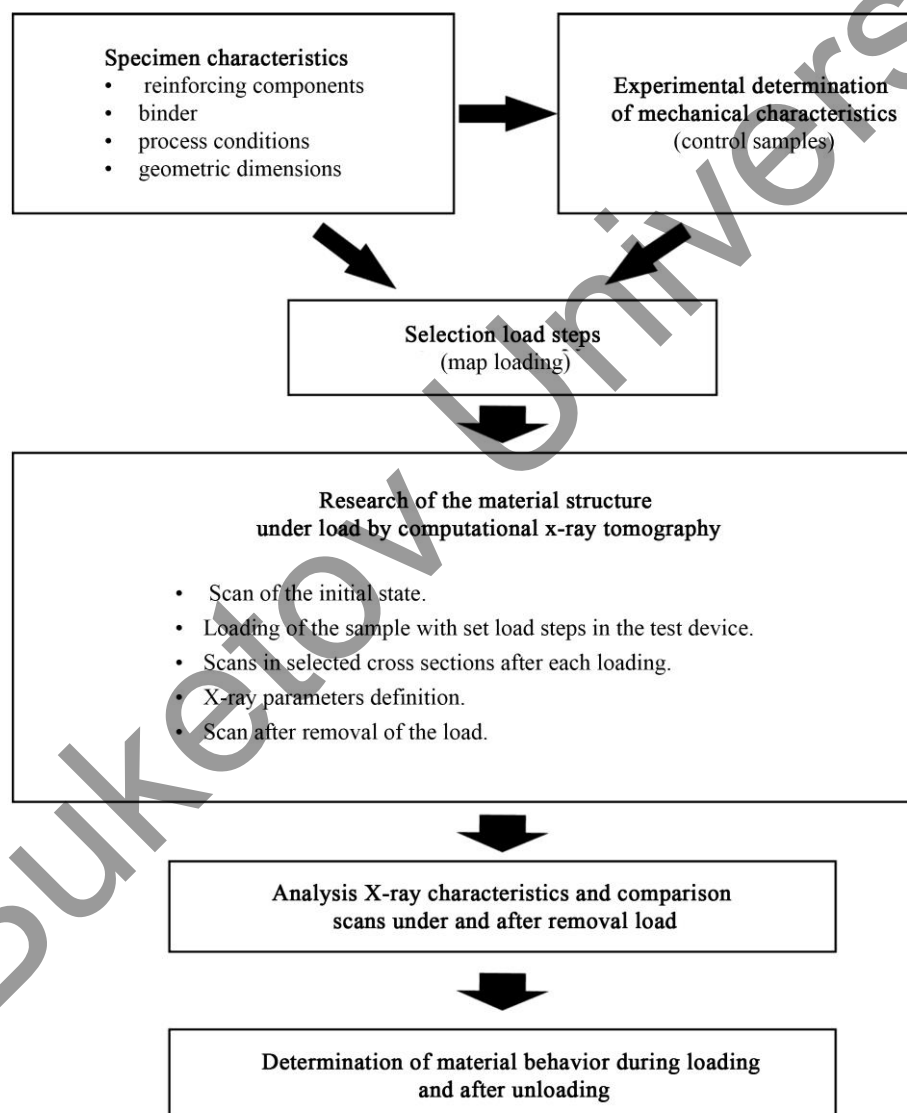 Specimen characteristics
• reinforcing components
• binder
• process conditions
• geometric dimensions
Experimental determination
of mechanical characteristics
(control samples)
Selection load steps
(map loading)
Research of the material structure
under load by computational x-ray tomography
• Scan of the initial state.
• Loading of the sample with set load steps in the test device.
• Scans in selected cross sections after each loading.
• X-ray parameters definition.
• Scan after removal of the load.
Analysis X-ray characteristics and comparison
scans under and after removal load
Determination of material behavior during loading
and after unloading
Buketov Univers